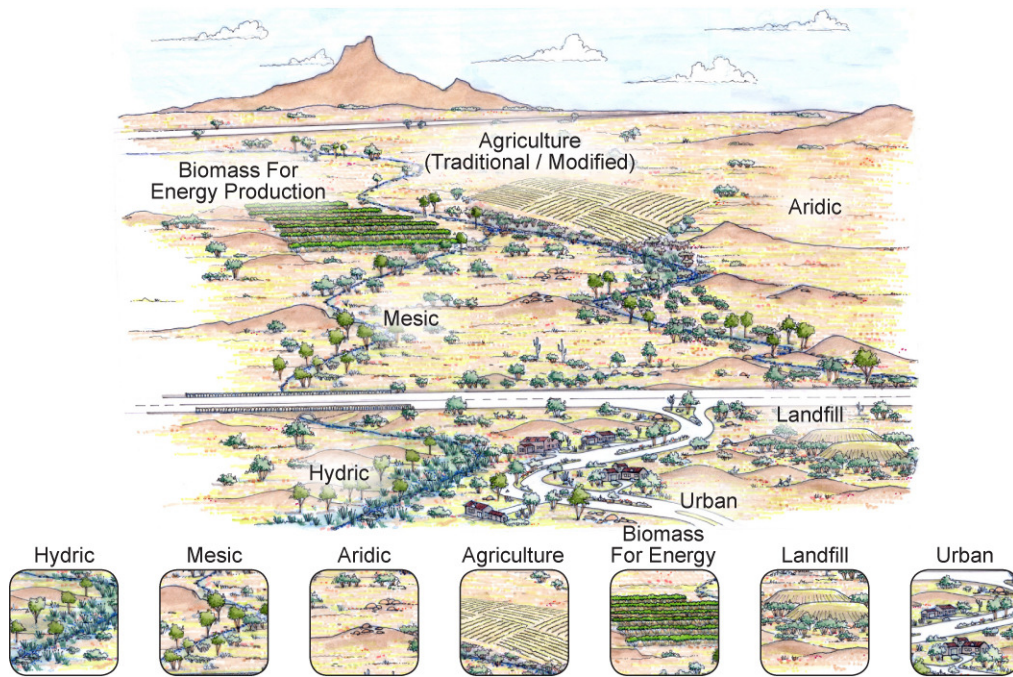 Agriculture
(Traditional / Modified)
Biomass For
Energy Production
Aridic
Mesic
Landfill
Hydric
Urban
Hydric
Mesic
Aridic
Agriculture
Biomass
For Energy
Landfill
Urban